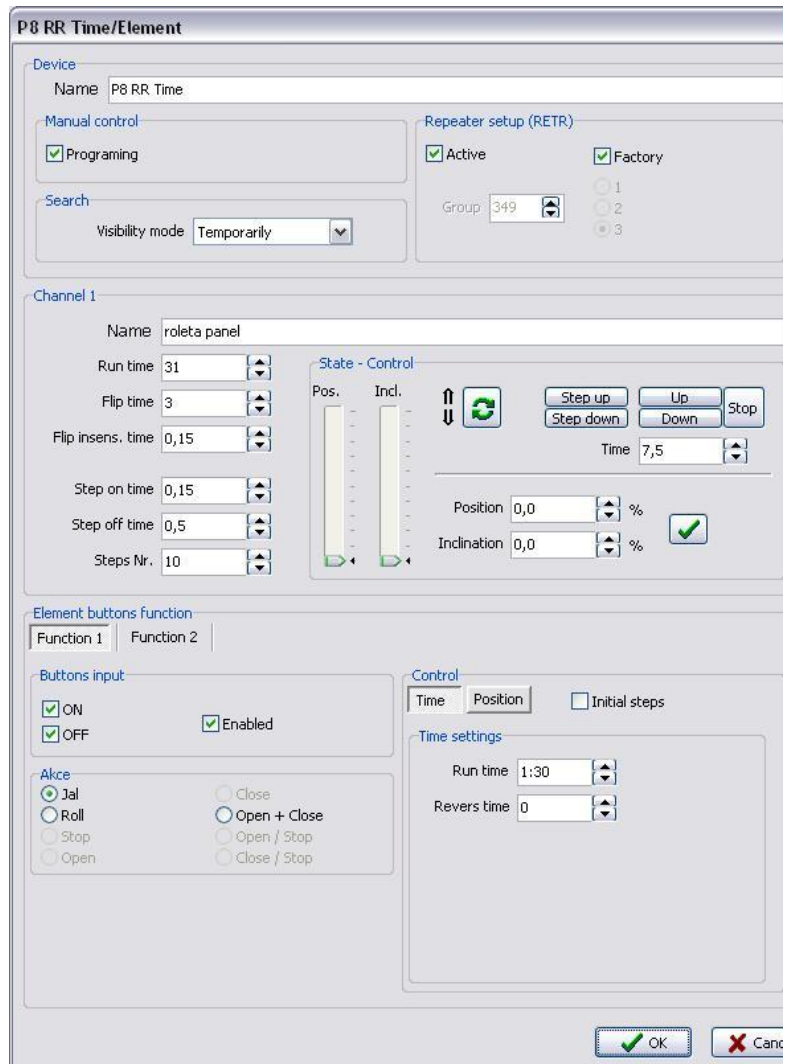 P8 RR Time/Element
Device
Name P8 RR Time
Manual control
Programing
Repeater setup (RETR)
Active
Factory
Group 349
1
2
3
Search
Visibility mode Temporarily
Channel 1
Name roleta panel
Run time 31
Flip time 3
Flip insens. time 0,15
Step on time 0,15
Step off time 0,5
Steps Nr. 10
State - Control
Pos. Incl.
Step up Up Stop
Step down Down
Time 7,5
Position 0,0 %
Inclination 0,0 %
Element buttons function
Function 1 Function 2
Buttons input
ON
OFF
Enabled
Akce
Jal Close
Roll Open + Close
Stop Open / Stop
Open Close / Stop
Control
Time Position Initial steps
Time settings
Run time 1:30
Revers time 0
OK Canc